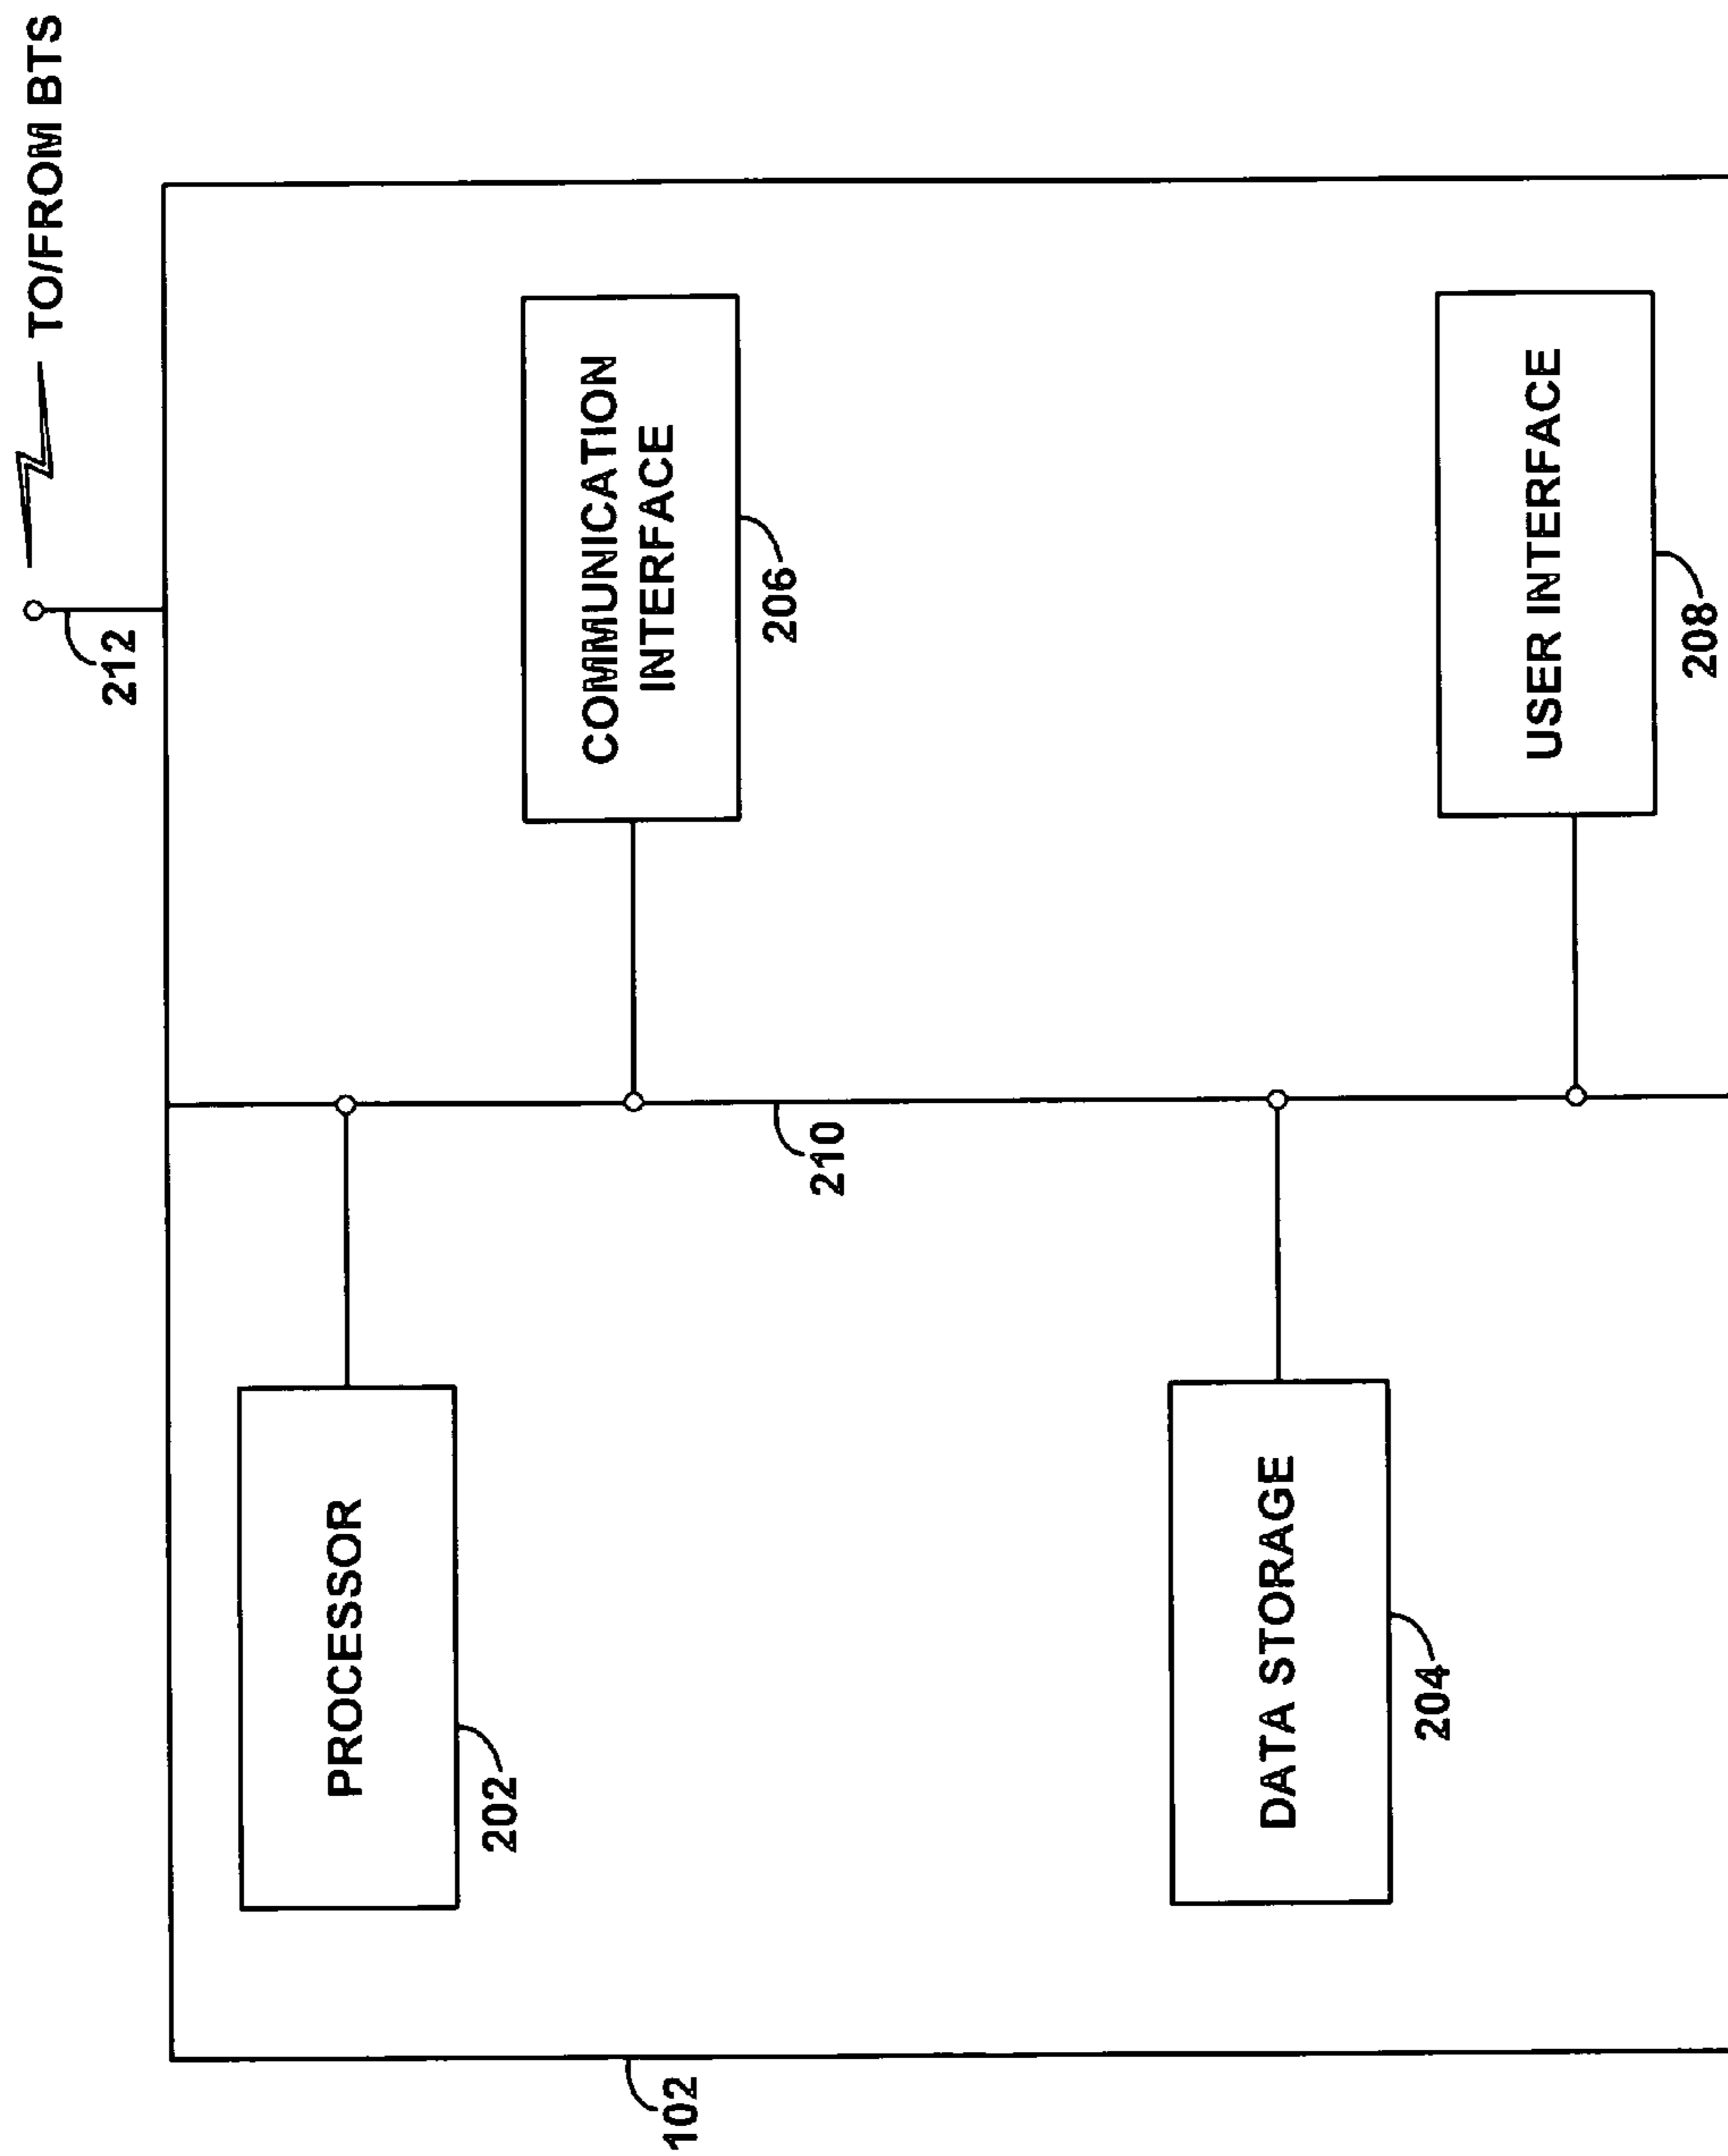 TO/FROM BTS
212
COMMUNICATION
INTERFACE
206
USER INTERFACE
208
210
PROCESSOR
202
DATA STORAGE
204
102